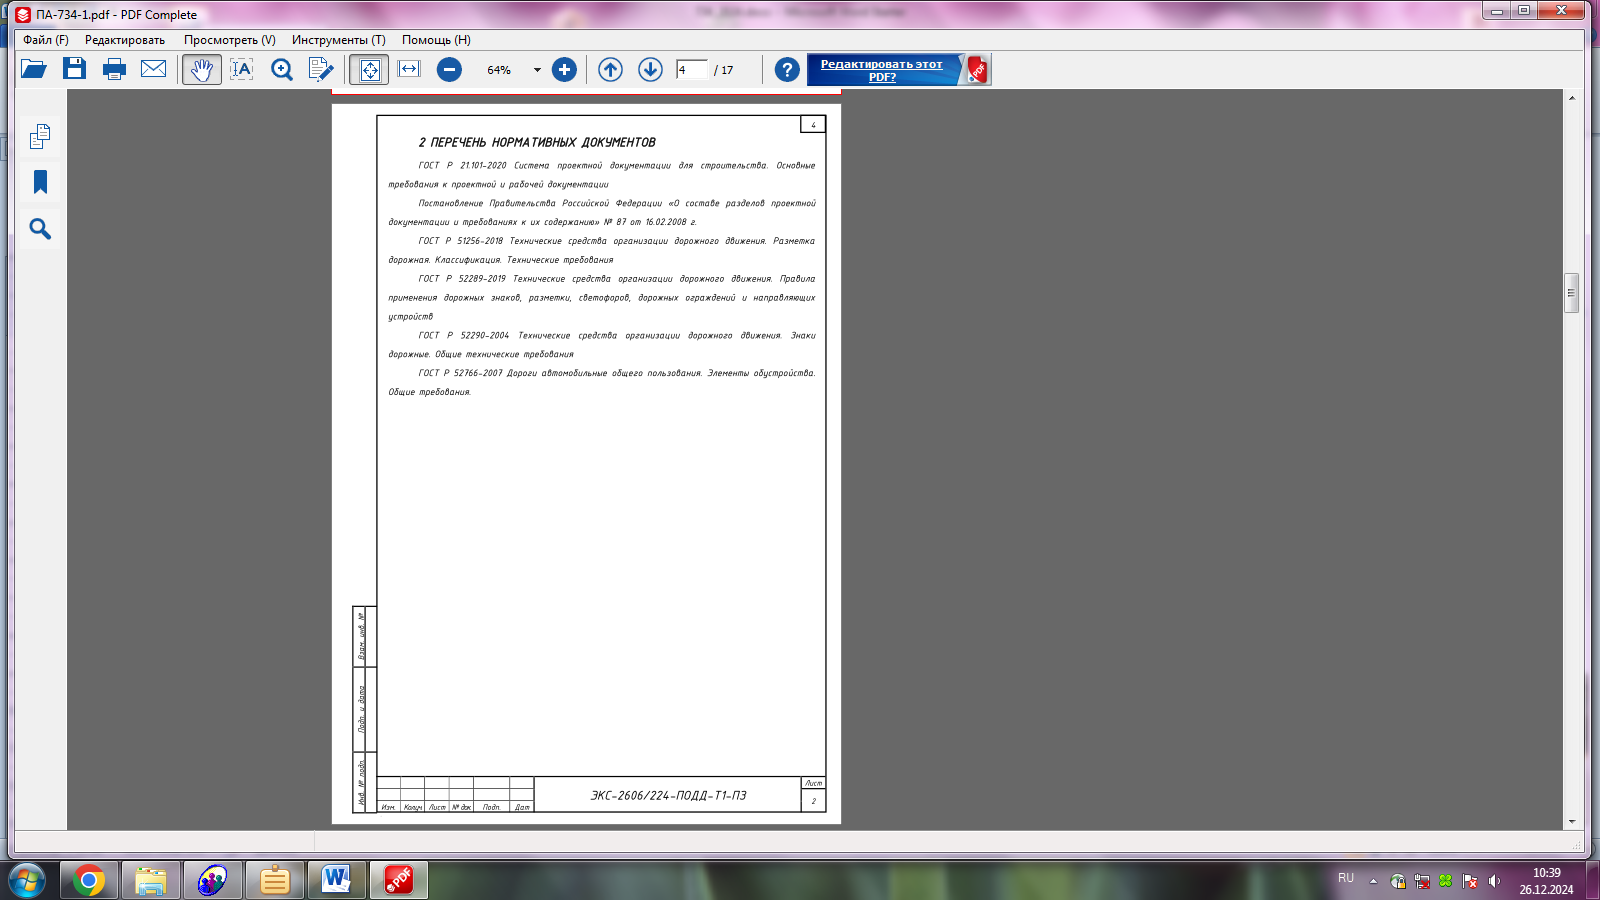 ПА-734-1.pdf - PDF Complete
Файл (F) Редактировать Просмотреть (V) Инструменты (T) Помощь (H)
64% 4 / 17 Редактировать этот
PDF?
4
2 ПЕРЕЧЕНЬ НОРМАТИВНЫХ ДОКУМЕНТОВ
ГОСТ Р 21.101-2020 Система проектной документации для строительства. Основные
требования к проектной и рабочей документации
Постановление Правительства Российской Федерации «О составе разделов проектной
документации и требованиях к их содержанию» № 87 от 16.02.2008 г.
ГОСТ Р 51256-2018 Технические средства организации дорожного движения. Разметка
дорожная. Классификация. Технические требования
ГОСТ Р 52289-2019 Технические средства организации дорожного движения. Правила
применения дорожных знаков, разметки, светофоров, дорожных ограждений и направляющих
устройств
ГОСТ Р 52290-2004 Технические средства организации дорожного движения. Знаки
дорожные. Общие технические требования
ГОСТ Р 52766-2007 Дороги автомобильные общего пользования. Элементы обустройства.
Общие требования.
Взам. инв. №
Подп. и дата
Инв. № подп.
Изм. Колуч Лист № док Подп. Дат
ЭКС-2606/224-ПОДД-Т1-ПЗ
Лист
2
RU
10:39
26.12.2024